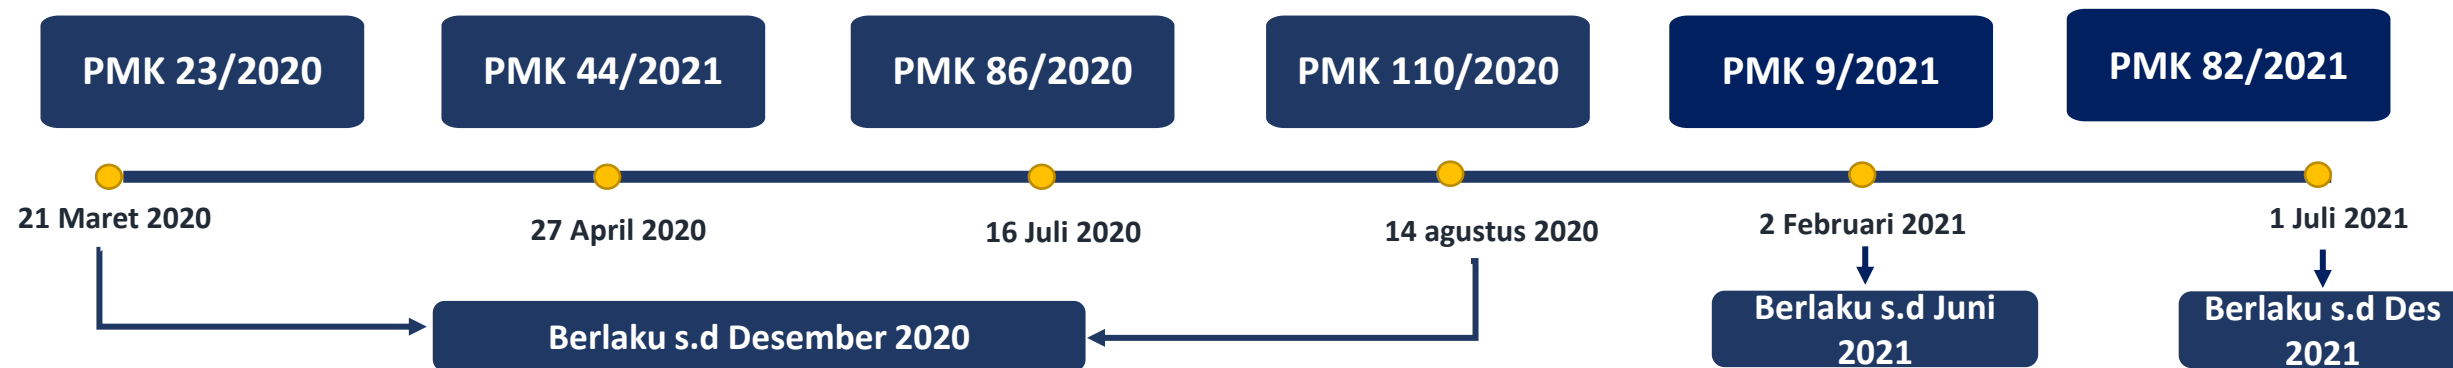 PMK 23/2020
PMK 44/2021
PMK 86/2020
PMK 110/2020
PMK 9/2021
PMK 82/2021
21 Maret 2020
27 April 2020
16 Juli 2020
14 agustus 2020
2 Februari 2021
1 Juli 2021
Berlaku s.d Desember 2020
Berlaku s.d Juni
2021
Berlaku s.d Des
2021